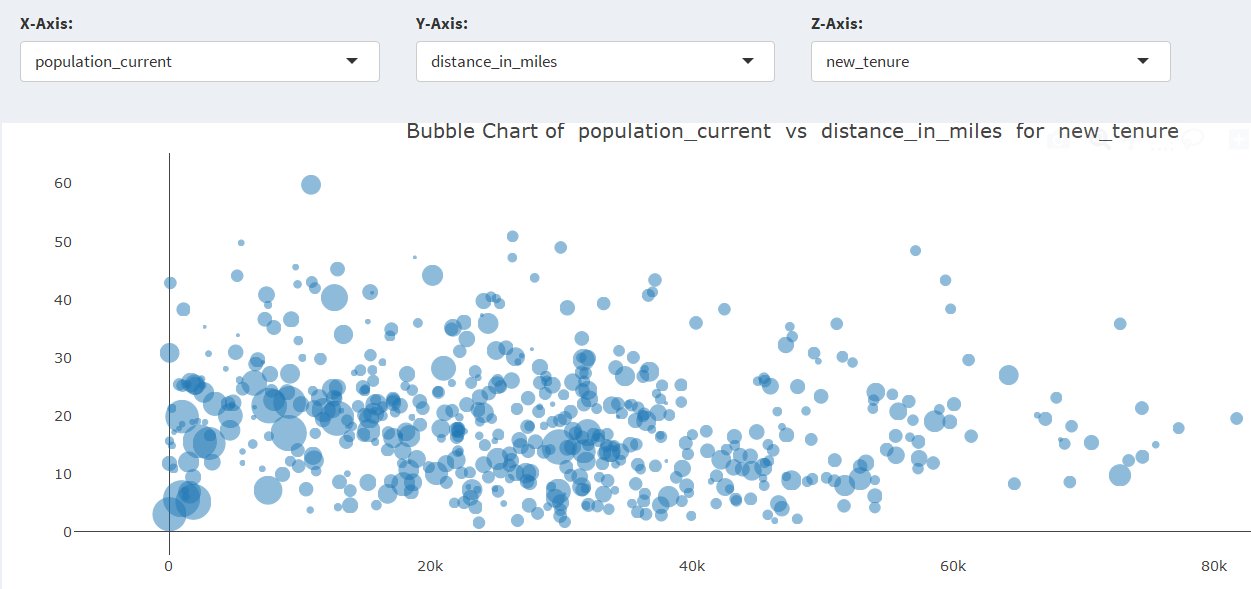 X-Axis: Y-Axis: Z-Axis:
population_current distance_in_miles new_tenure
Bubble Chart of population_current vs distance_in_miles for new_tenure
60
50
40
30
20
10
0
0 20k 40k 60k 80k